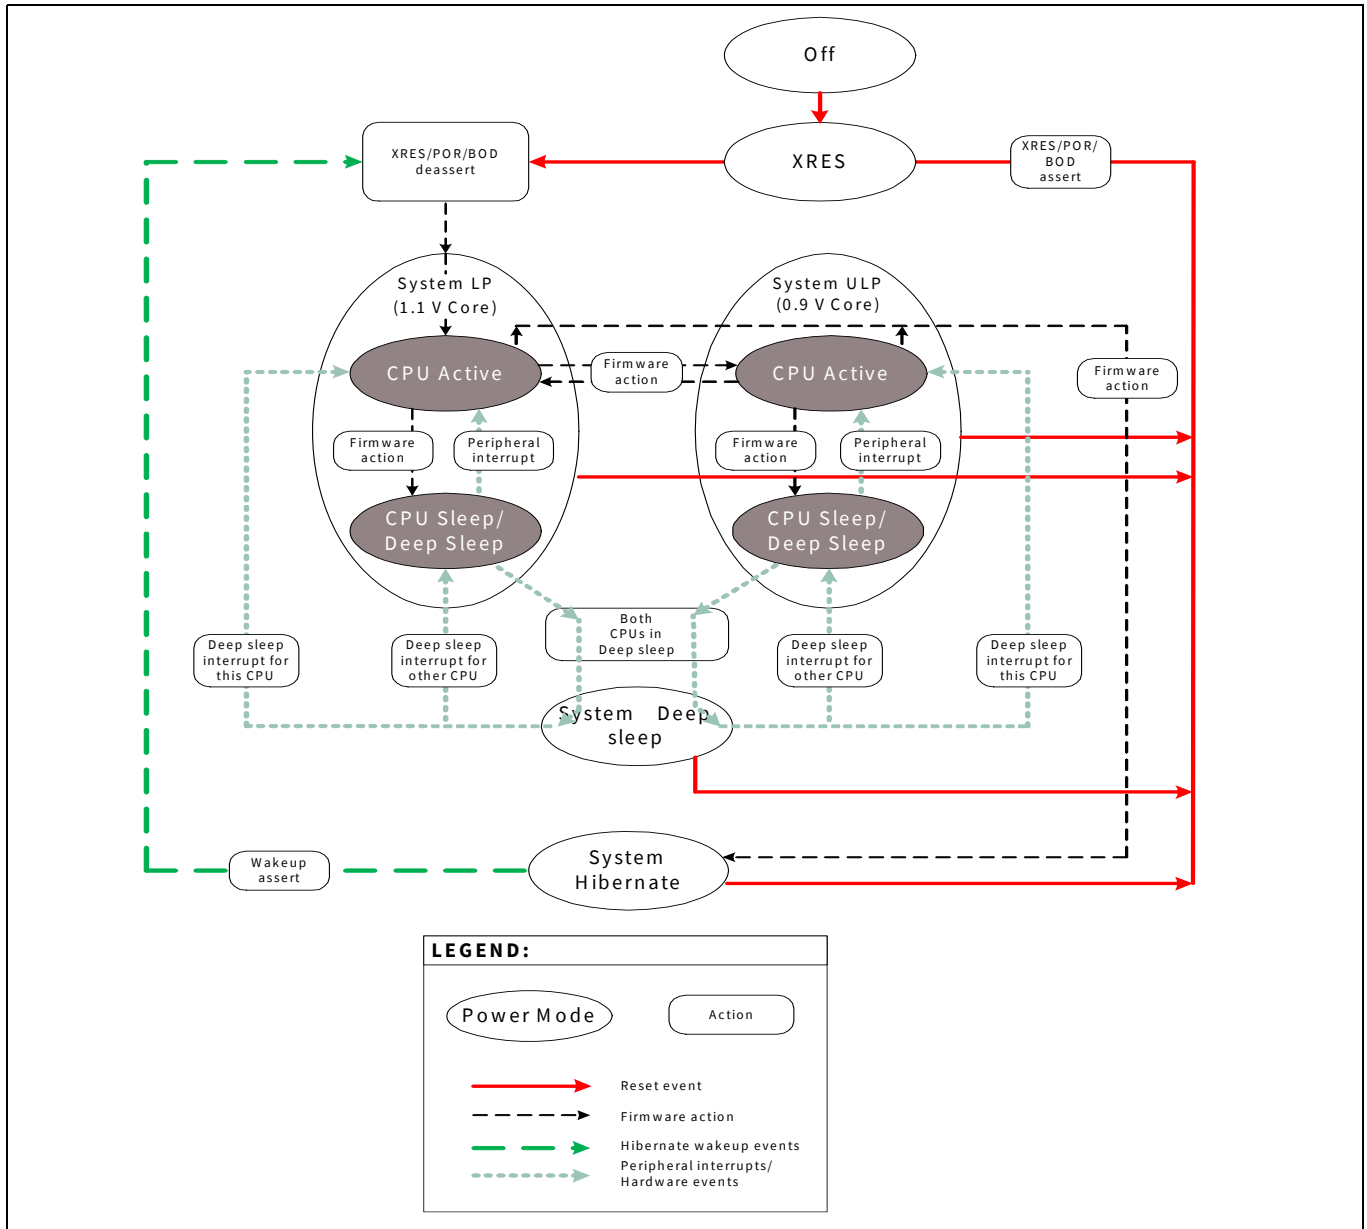 Off
XRES/POR/BOD
deassert
XRES
XRES/POR/
BOD
assert
System LP
(1.1 V Core)
System ULP
(0.9 V Core)
CPU Active
Firmware
action
CPU Active
Firmware
action
Firmware
action
Peripheral
interrupt
Firmware
action
Peripheral
interrupt
CPU Sleep/
Deep Sleep
CPU Sleep/
Deep Sleep
Deep sleep
interrupt for
this CPU
Deep sleep
interrupt for
other CPU
Both
CPUs in
Deep sleep
Deep sleep
interrupt for
other CPU
Deep sleep
interrupt for
this CPU
System Deep
sleep
Wakeup
assert
System
Hibernate
LEGEND:
Power Mode
Action
Reset event
Firmware action
Hibernate wakeup events
Peripheral interrupts/
Hardware events